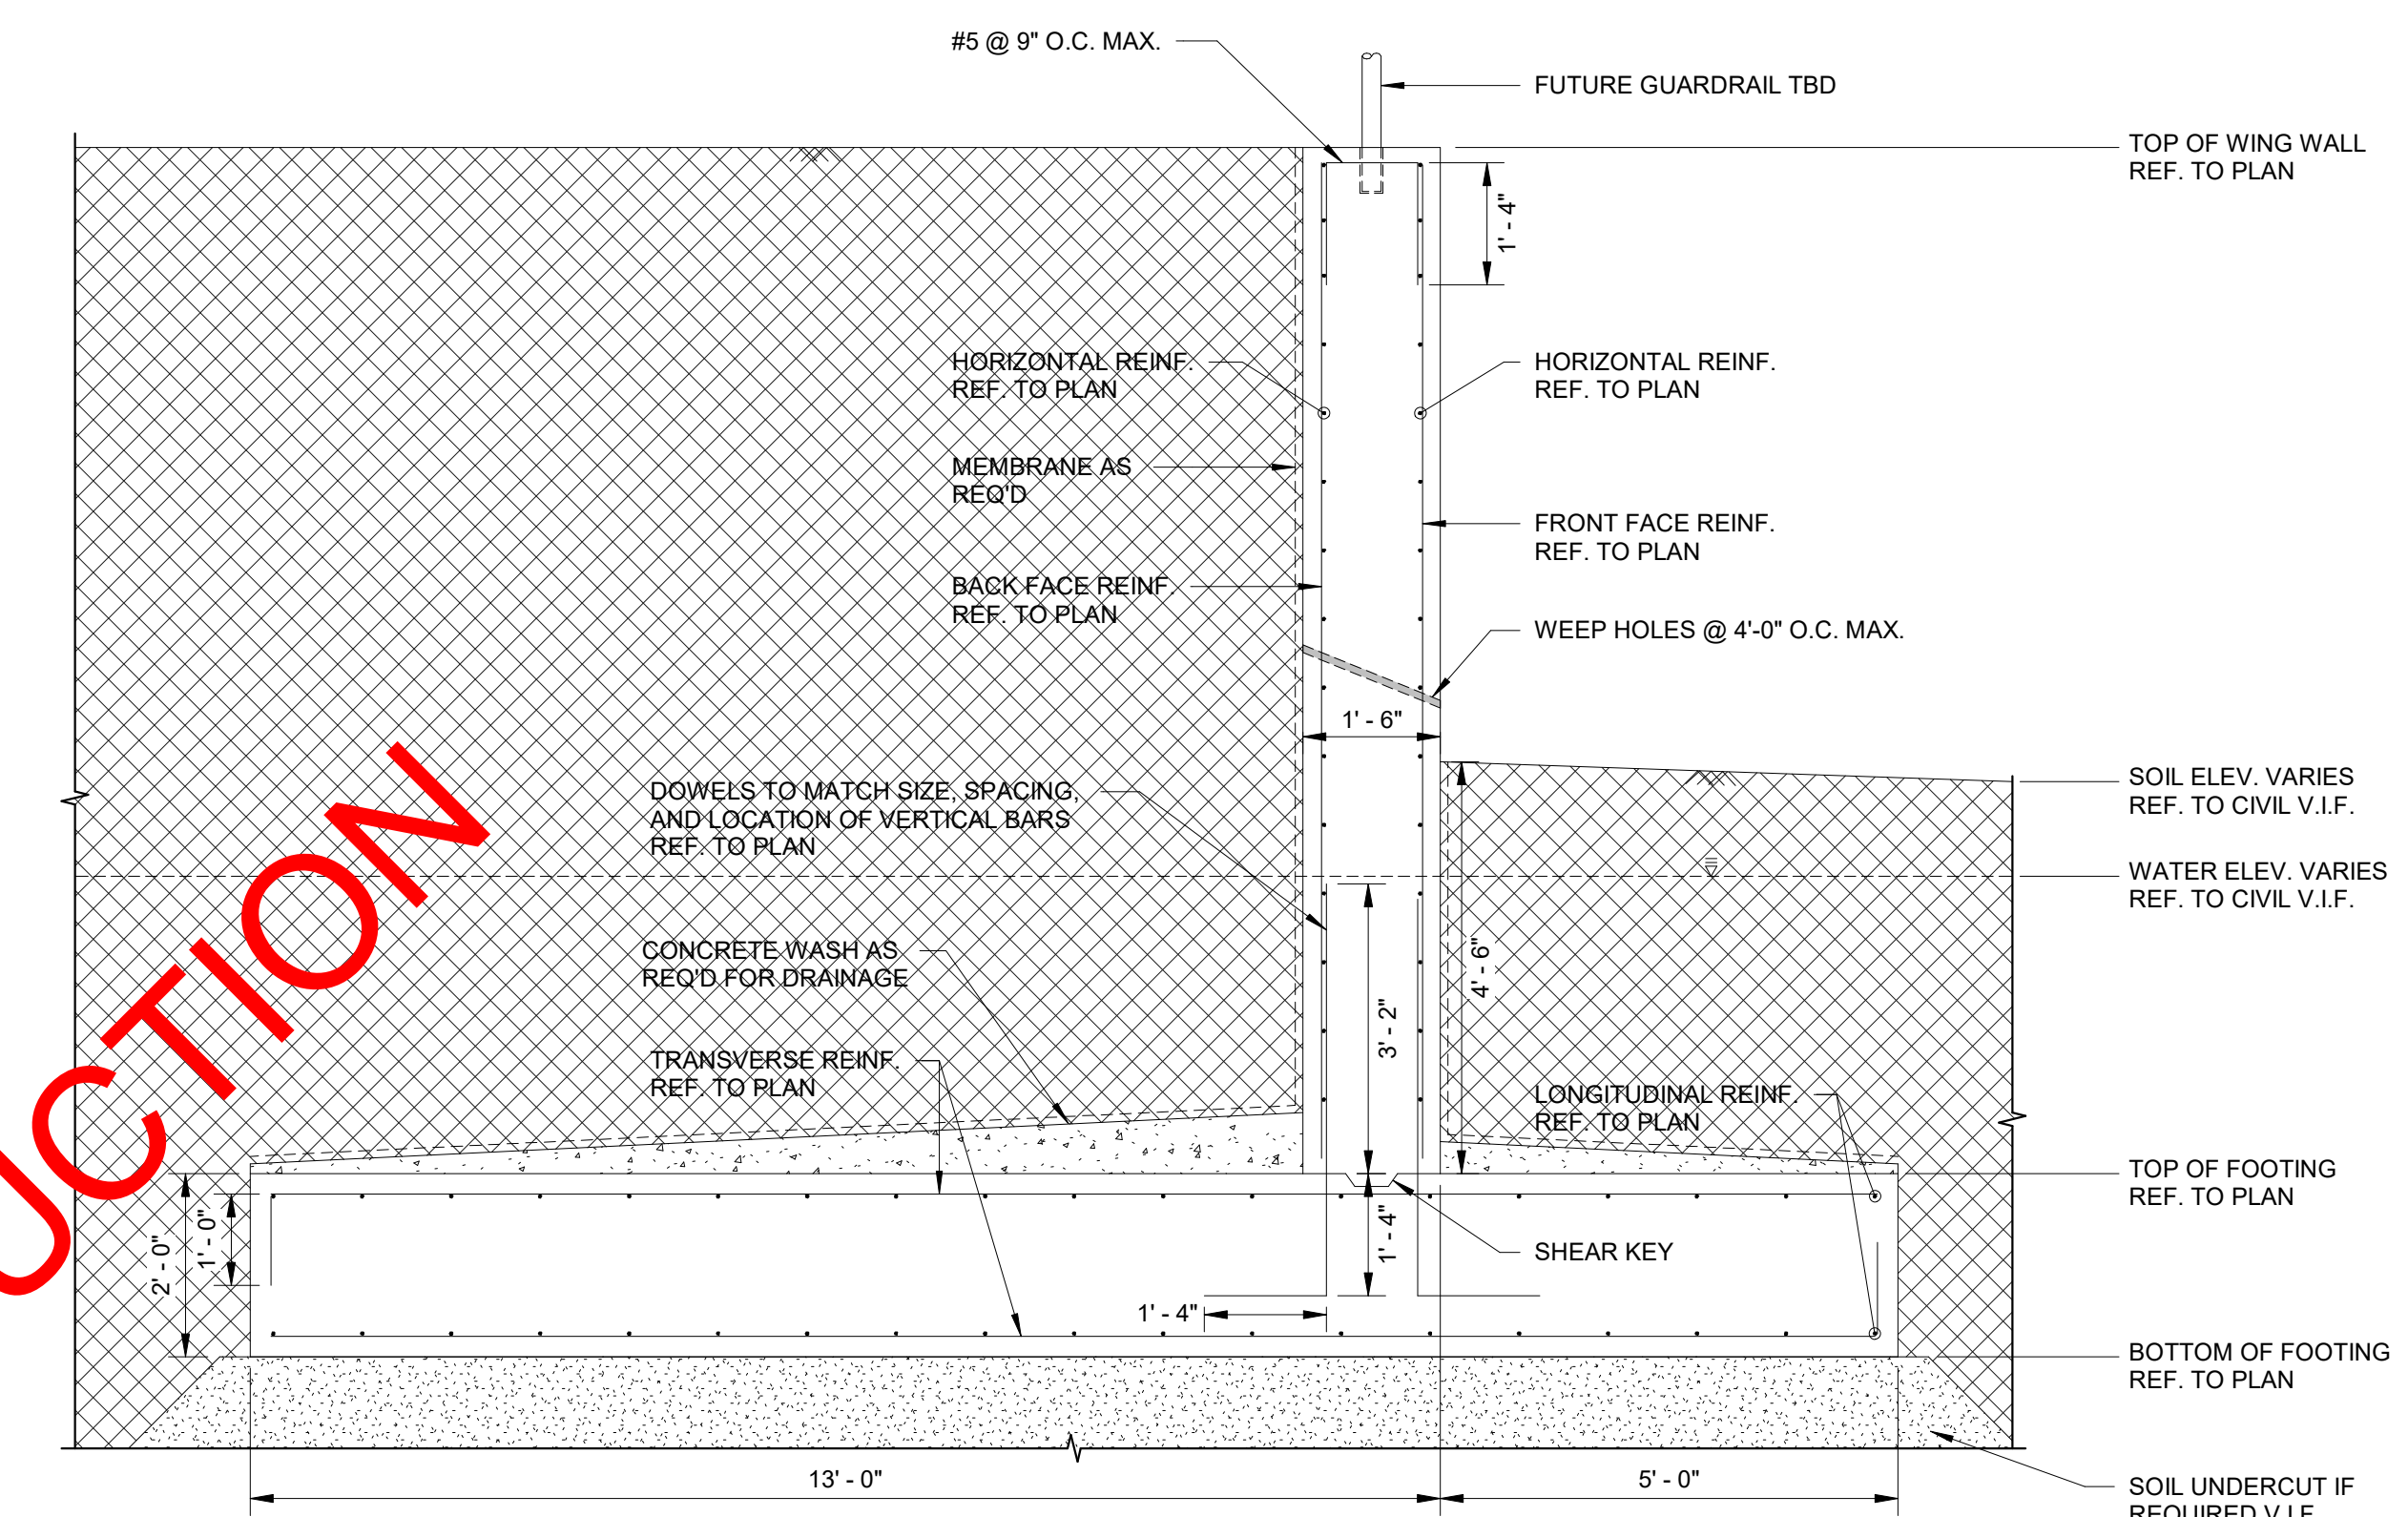 #5 @ 9" O.C. MAX.
FUTURE GUARDRAIL TBD
TOP OF WING WALL
REF. TO PLAN
1' - 4"
HORIZONTAL REINF.
REF. TO PLAN
HORIZONTAL REINF.
REF. TO PLAN
MEMBRANE AS
REQ'D
FRONT FACE REINF.
REF. TO PLAN
BACK FACE REINF.
REF. TO PLAN
WEEP HOLES @ 4'-0" O.C. MAX.
1' - 6"
DOWELS TO MATCH SIZE, SPACING,
AND LOCATION OF VERTICAL BARS
REF. TO PLAN
SOIL ELEV. VARIES
REF. TO CIVIL V.I.F.
WATER ELEV. VARIES
REF. TO CIVIL V.I.F.
CONCRETE WASH AS
REQ'D FOR DRAINAGE
4' - 6"
3' - 2"
TRANSVERSE REINF.
REF. TO PLAN
LONGITUDINAL REINF.
REF. TO PLAN
TOP OF FOOTING
REF. TO PLAN
2' - 0"
1' - 0"
1' - 4"
SHEAR KEY
1' - 4"
BOTTOM OF FOOTING
REF. TO PLAN
13' - 0"
5' - 0"
SOIL UNDERCUT IF
REQUIRED V.I.F.
UCTION